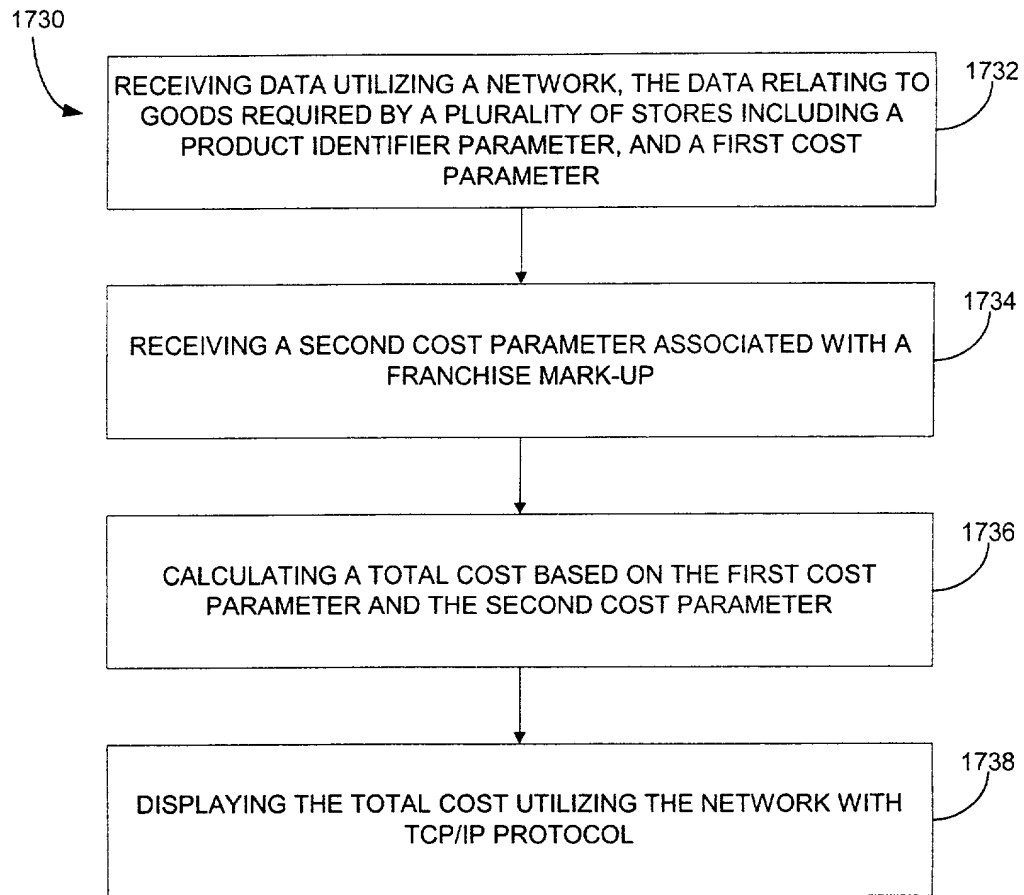 1730
RECEIVING DATA UTILIZING A NETWORK, THE DATA RELATING TO
GOODS REQUIRED BY A PLURALITY OF STORES INCLUDING A
PRODUCT IDENTIFIER PARAMETER, AND A FIRST COST
PARAMETER
1732
RECEIVING A SECOND COST PARAMETER ASSOCIATED WITH A
FRANCHISE MARK-UP
1734
CALCULATING A TOTAL COST BASED ON THE FIRST COST
PARAMETER AND THE SECOND COST PARAMETER
1736
DISPLAYING THE TOTAL COST UTILIZING THE NETWORK WITH
TCP/IP PROTOCOL
1738